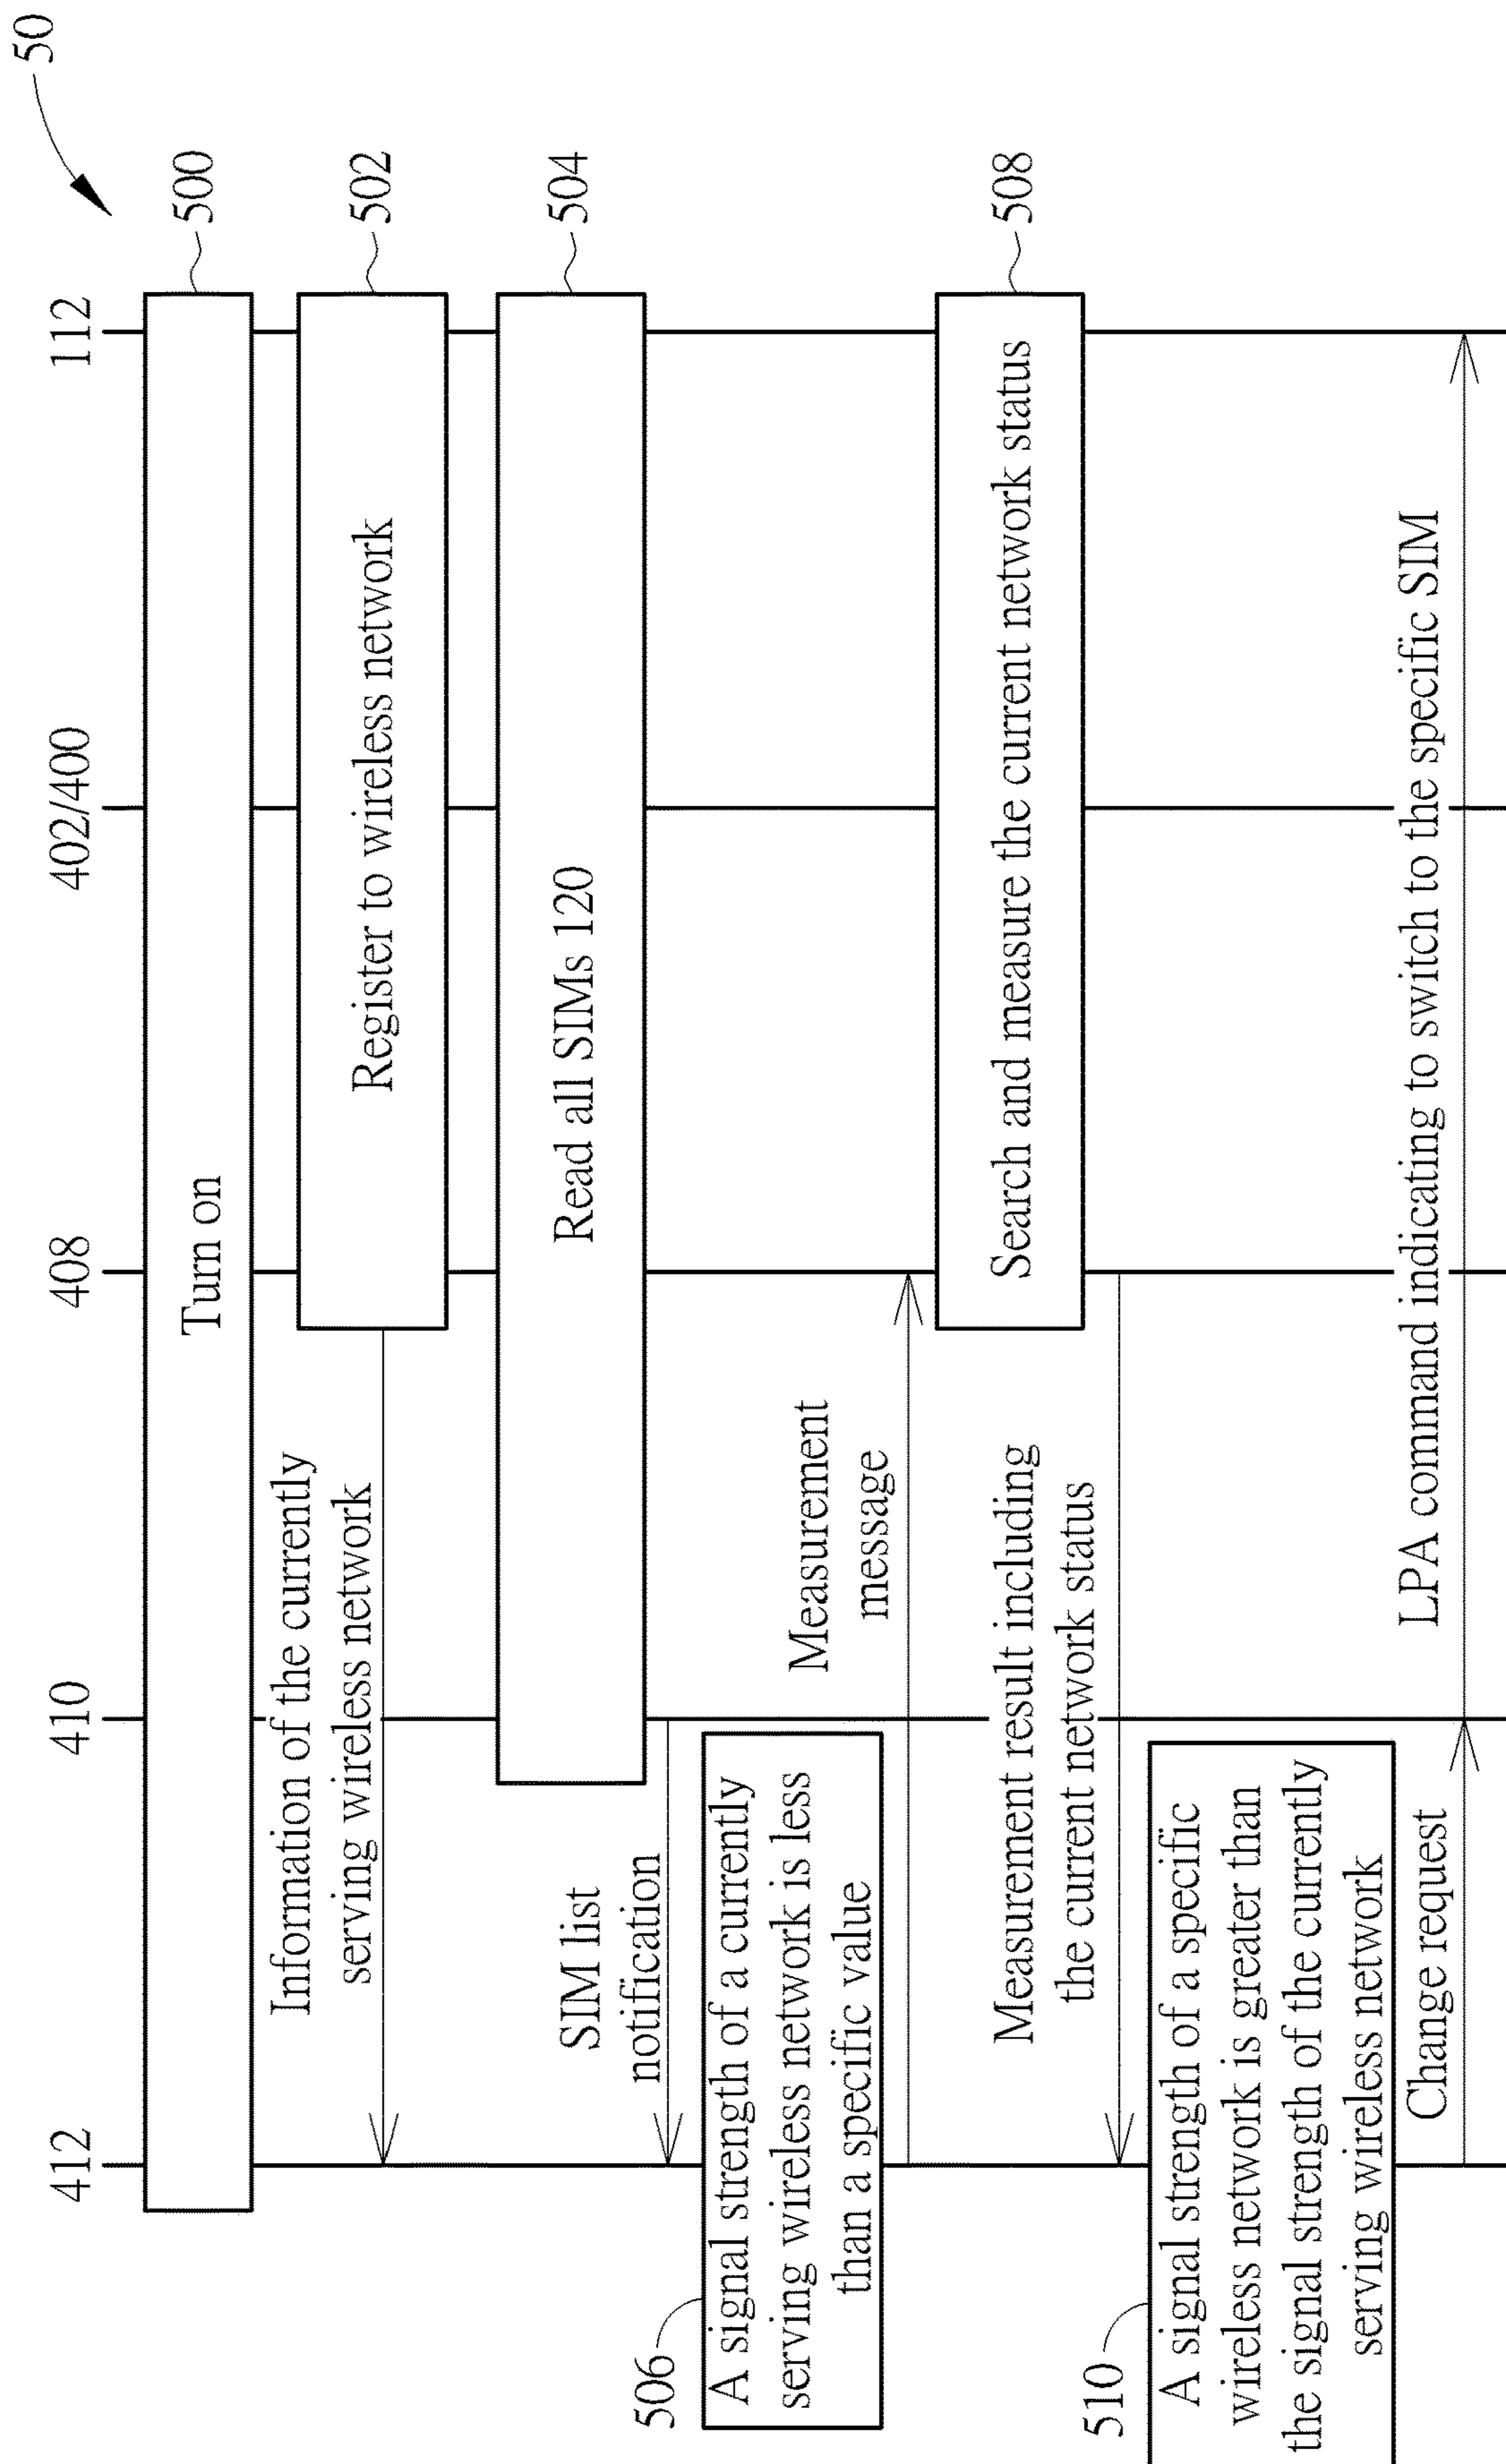 50
412
410
408
402/400
112
Turn on
500
Information of the currently
serving wireless network
Register to wireless network
502
Read all SIMs 120
504
SIM list
notification
506
A signal strength of a currently
serving wireless network is less
than a specific value
Measurement
message
Search and measure the current network status
508
Measurement result including
the current network status
510
A signal strength of a specific
wireless network is greater than
the signal strength of the currently
serving wireless network
Change request
LPA command indicating to switch to the specific SIM